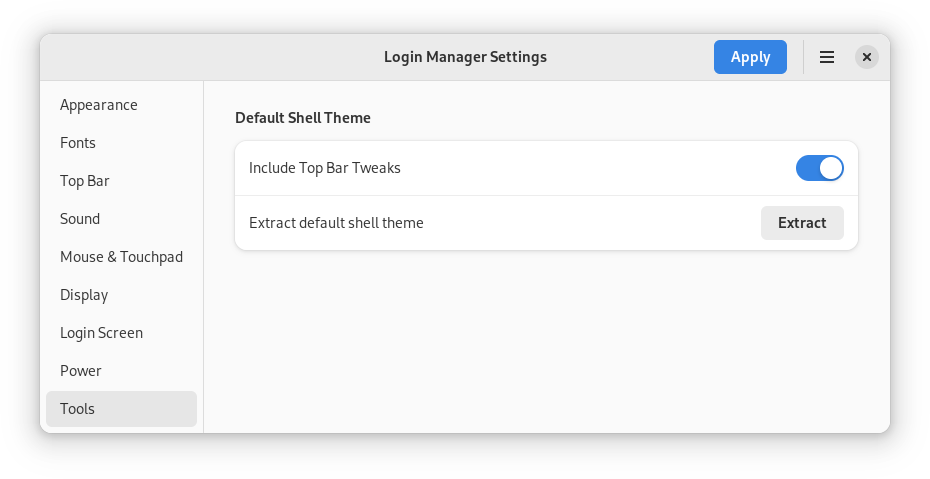 Login Manager Settings
Apply
Appearance
Fonts
Top Bar
Sound
Mouse & Touchpad
Display
Login Screen
Power
Tools
Default Shell Theme
Include Top Bar Tweaks
Extract default shell theme
Extract